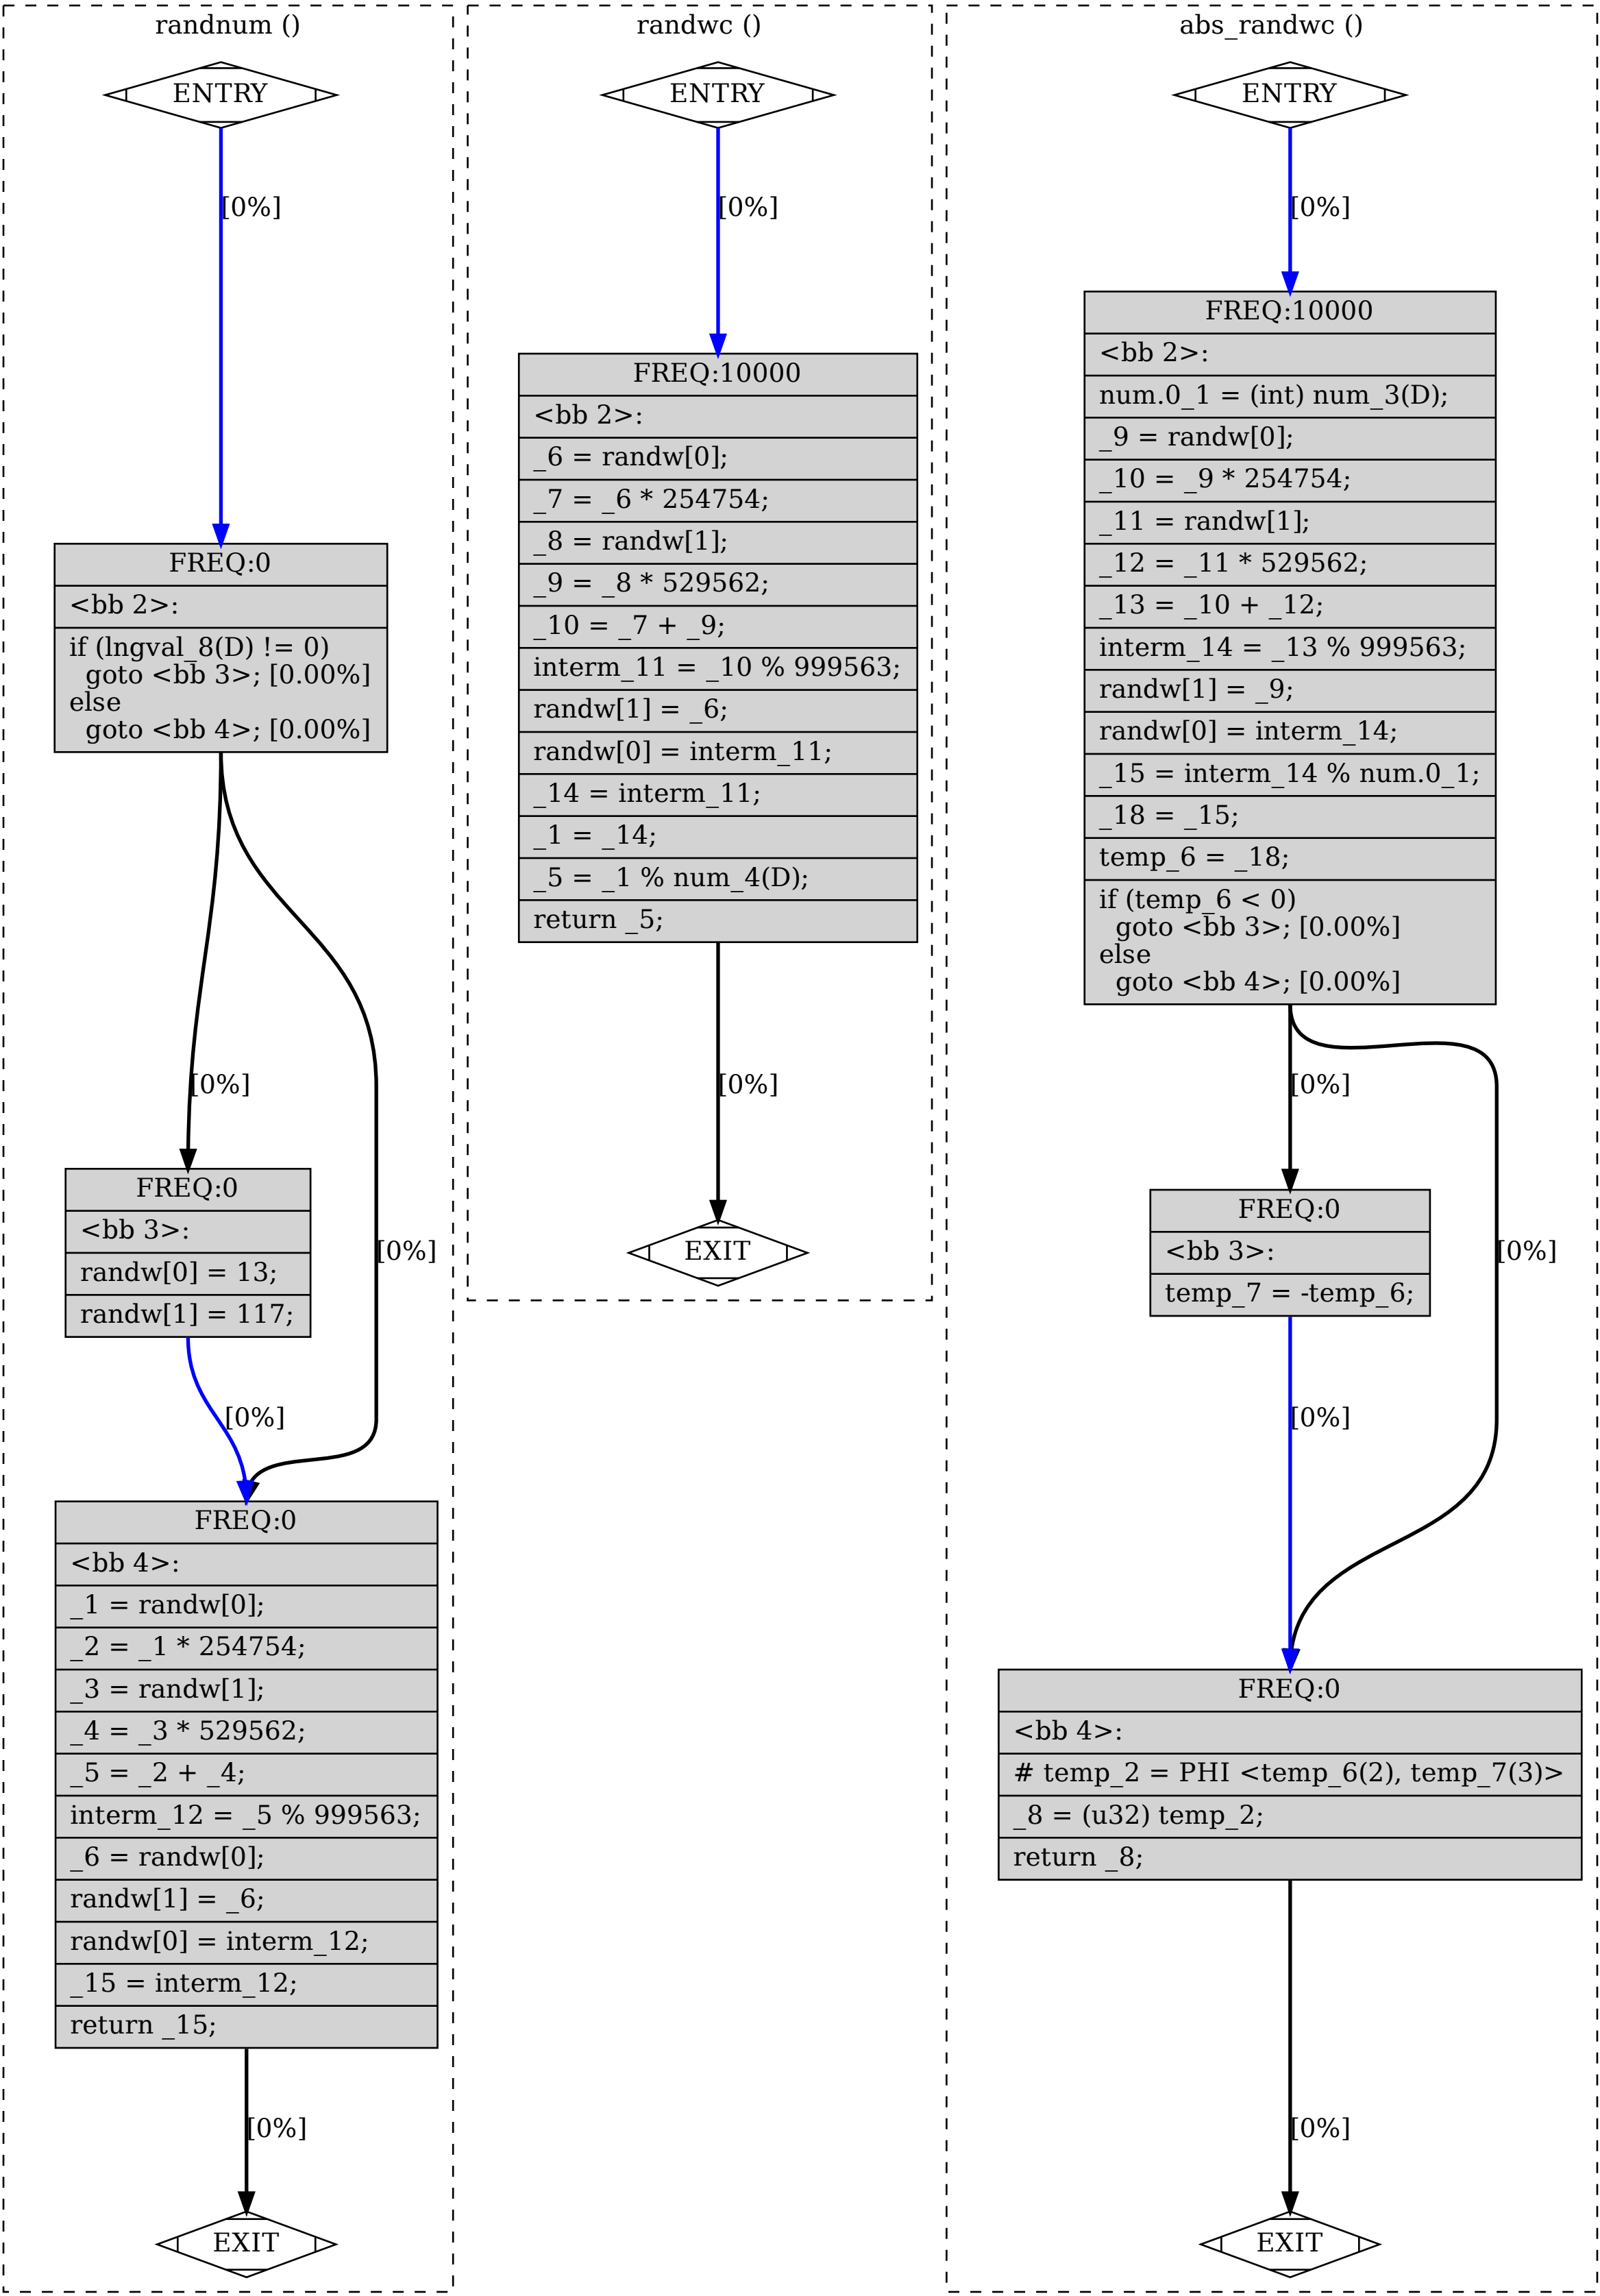 randnum ()
ENTRY
[0%]
FREQ:0
<bb 2>:
if (lngval_8(D) != 0)
  goto <bb 3>; [0.00%]
else
  goto <bb 4>; [0.00%]
[0%]
[0%]
FREQ:0
<bb 3>:
randw[0] = 13;
randw[1] = 117;
[0%]
FREQ:0
<bb 4>:
_1 = randw[0];
_2 = _1 * 254754;
_3 = randw[1];
_4 = _3 * 529562;
_5 = _2 + _4;
interm_12 = _5 % 999563;
_6 = randw[0];
randw[1] = _6;
randw[0] = interm_12;
_15 = interm_12;
return _15;
[0%]
EXIT
randwc ()
ENTRY
[0%]
FREQ:10000
<bb 2>:
_6 = randw[0];
_7 = _6 * 254754;
_8 = randw[1];
_9 = _8 * 529562;
_10 = _7 + _9;
interm_11 = _10 % 999563;
randw[1] = _6;
randw[0] = interm_11;
_14 = interm_11;
_1 = _14;
_5 = _1 % num_4(D);
return _5;
[0%]
EXIT
abs_randwc ()
ENTRY
[0%]
FREQ:10000
<bb 2>:
num.0_1 = (int) num_3(D);
_9 = randw[0];
_10 = _9 * 254754;
_11 = randw[1];
_12 = _11 * 529562;
_13 = _10 + _12;
interm_14 = _13 % 999563;
randw[1] = _9;
randw[0] = interm_14;
_15 = interm_14 % num.0_1;
_18 = _15;
temp_6 = _18;
if (temp_6 < 0)
  goto <bb 3>; [0.00%]
else
  goto <bb 4>; [0.00%]
[0%]
[0%]
FREQ:0
<bb 3>:
temp_7 = -temp_6;
[0%]
FREQ:0
<bb 4>:
# temp_2 = PHI <temp_6(2), temp_7(3)>
_8 = (u32) temp_2;
return _8;
[0%]
EXIT